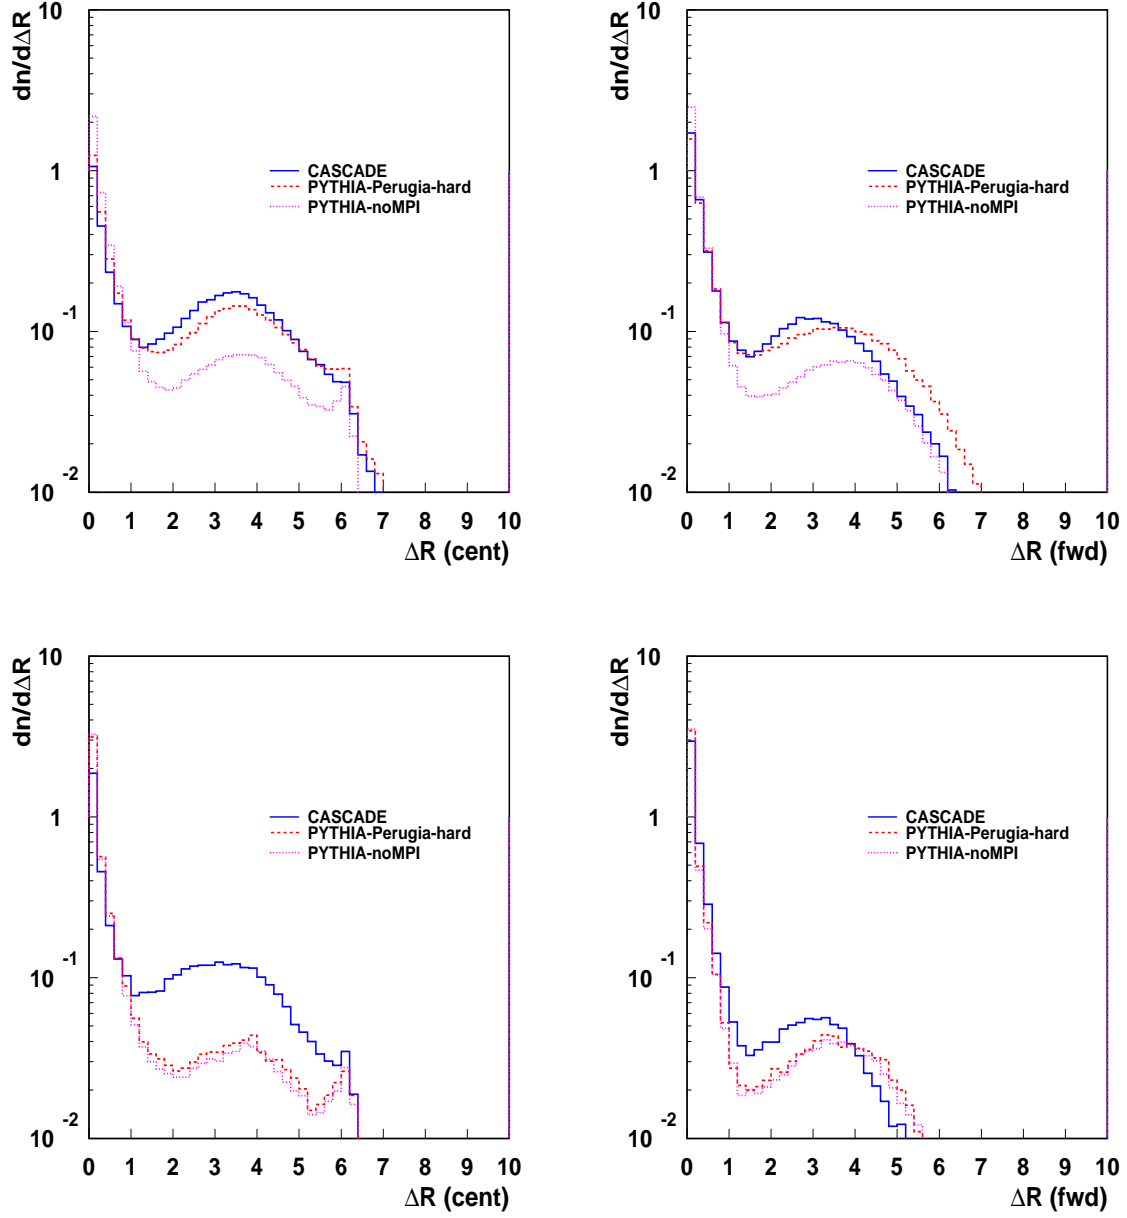 dn/dΔR
10
1
10 -1
10 -2
CASCADE
PYTHIA-Perugia-hard
PYTHIA-noMPI
0 1 2 3 4 5 6 7 8 9 10
ΔR (cent)
dn/dΔR
10
1
10 -1
10 -2
CASCADE
PYTHIA-Perugia-hard
PYTHIA-noMPI
0 1 2 3 4 5 6 7 8 9 10
ΔR (fwd)
dn/dΔR
10
1
10 -1
10 -2
CASCADE
PYTHIA-Perugia-hard
PYTHIA-noMPI
0 1 2 3 4 5 6 7 8 9 10
ΔR (cent)
dn/dΔR
10
1
10 -1
10 -2
CASCADE
PYTHIA-Perugia-hard
PYTHIA-noMPI
0 1 2 3 4 5 6 7 8 9 10
ΔR (fwd)